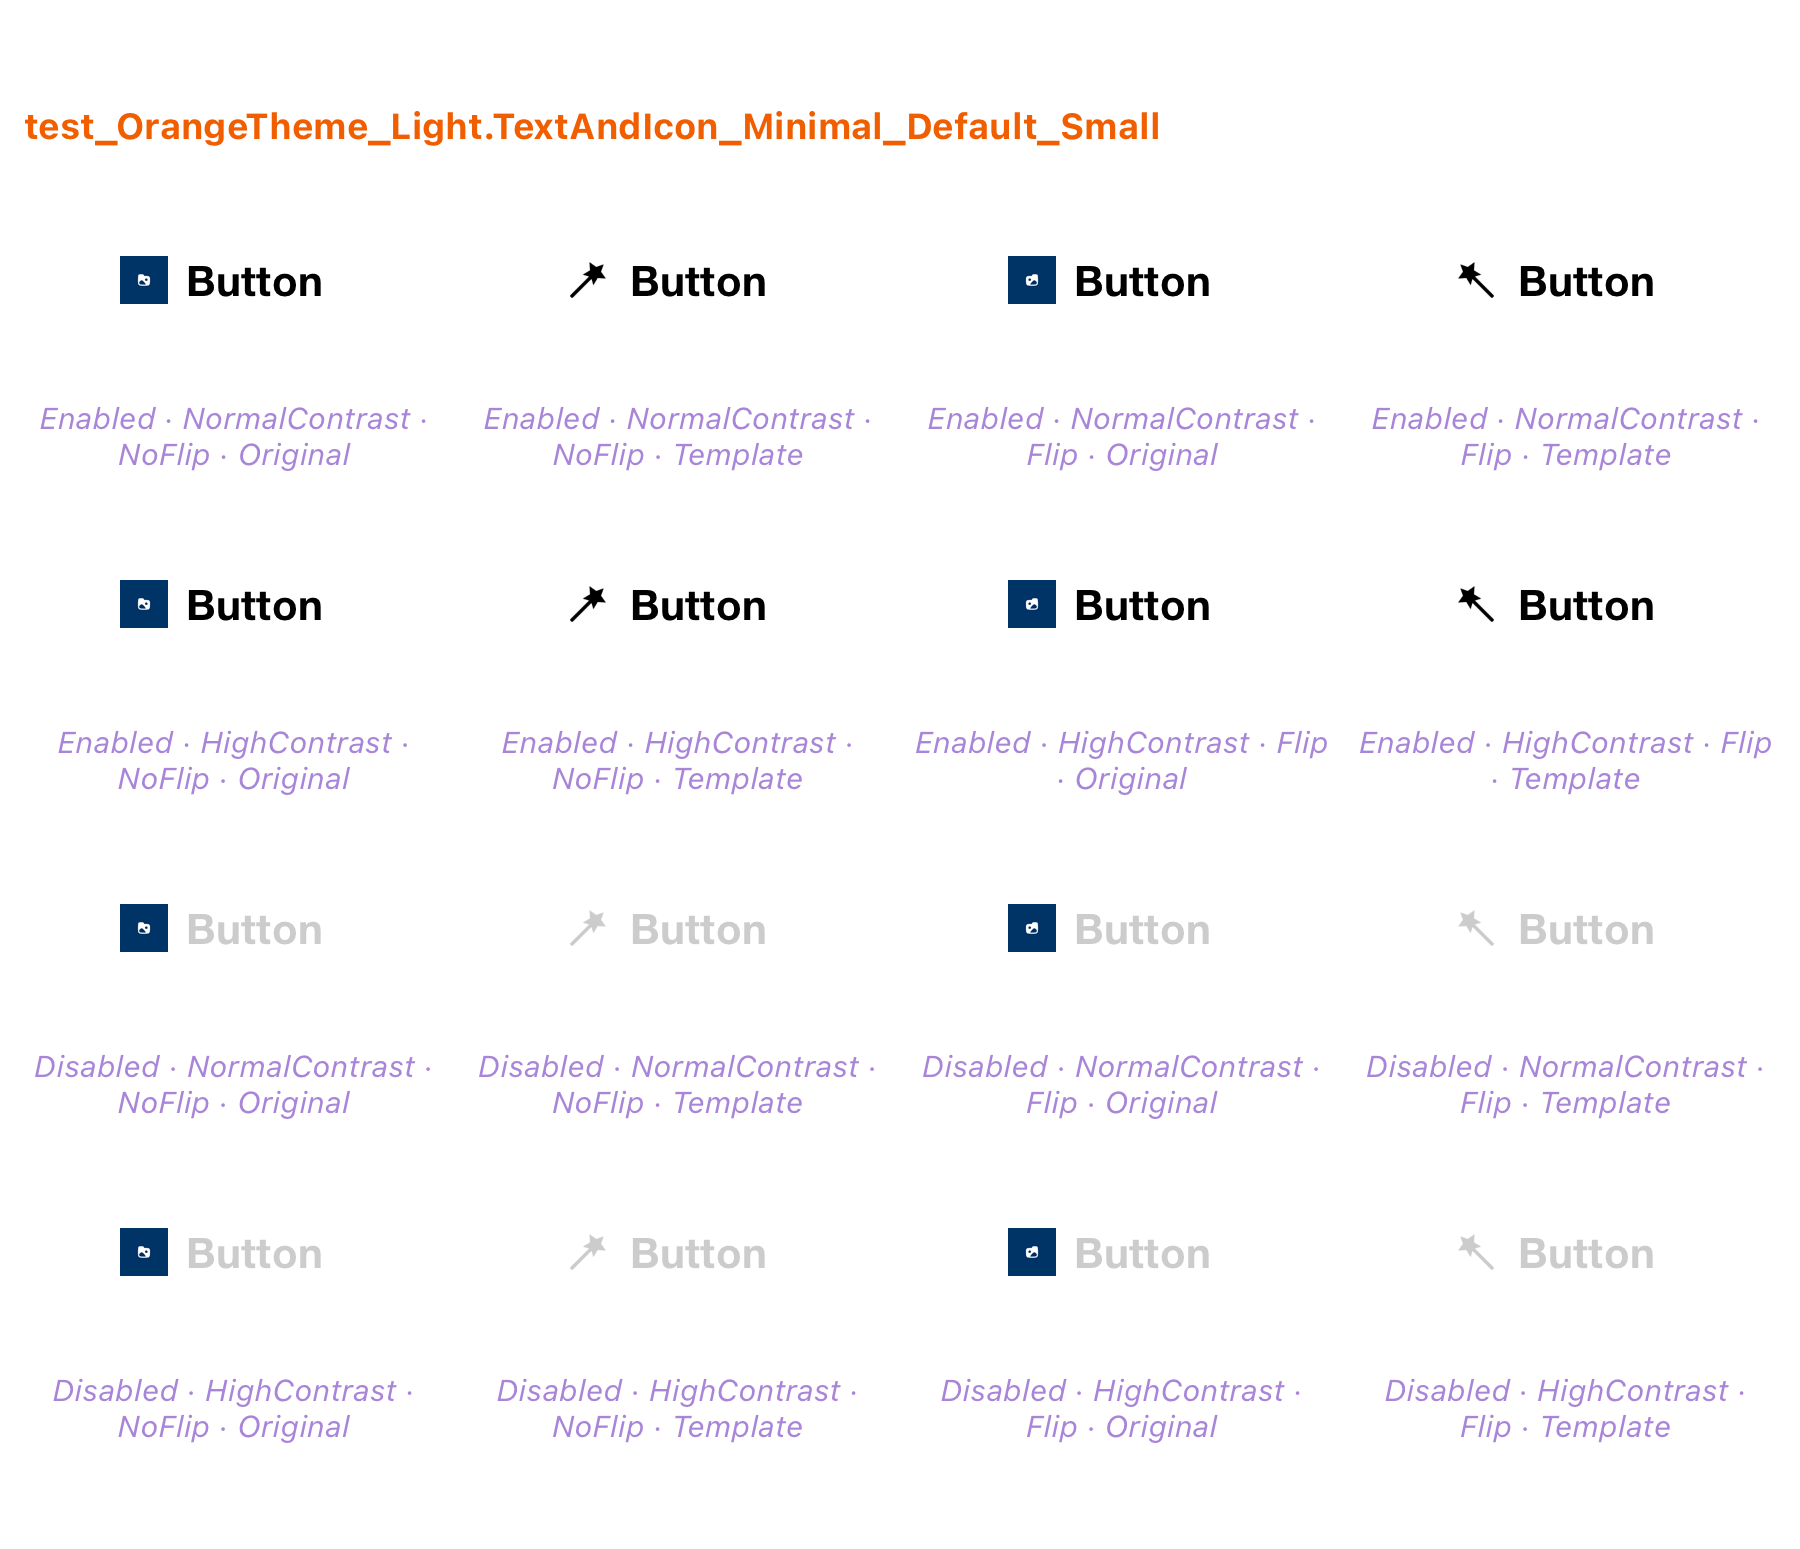 test_OrangeTheme_Light.TextAndIcon_Minimal_Default_Small
Button
Button
Button
Button
Enabled · NormalContrast ·
NoFlip · Original
Enabled · NormalContrast ·
NoFlip · Template
Enabled · NormalContrast ·
Flip · Original
Enabled · NormalContrast ·
Flip · Template
Button
Button
Button
Button
Enabled · HighContrast ·
NoFlip · Original
Enabled · HighContrast ·
NoFlip · Template
Enabled · HighContrast · Flip
· Original
Enabled · HighContrast · Flip
· Template
Button
Button
Button
Button
Disabled · NormalContrast ·
NoFlip · Original
Disabled · NormalContrast ·
NoFlip · Template
Disabled · NormalContrast ·
Flip · Original
Disabled · NormalContrast ·
Flip · Template
Button
Button
Button
Button
Disabled · HighContrast ·
NoFlip · Original
Disabled · HighContrast ·
NoFlip · Template
Disabled · HighContrast ·
Flip · Original
Disabled · HighContrast ·
Flip · Template